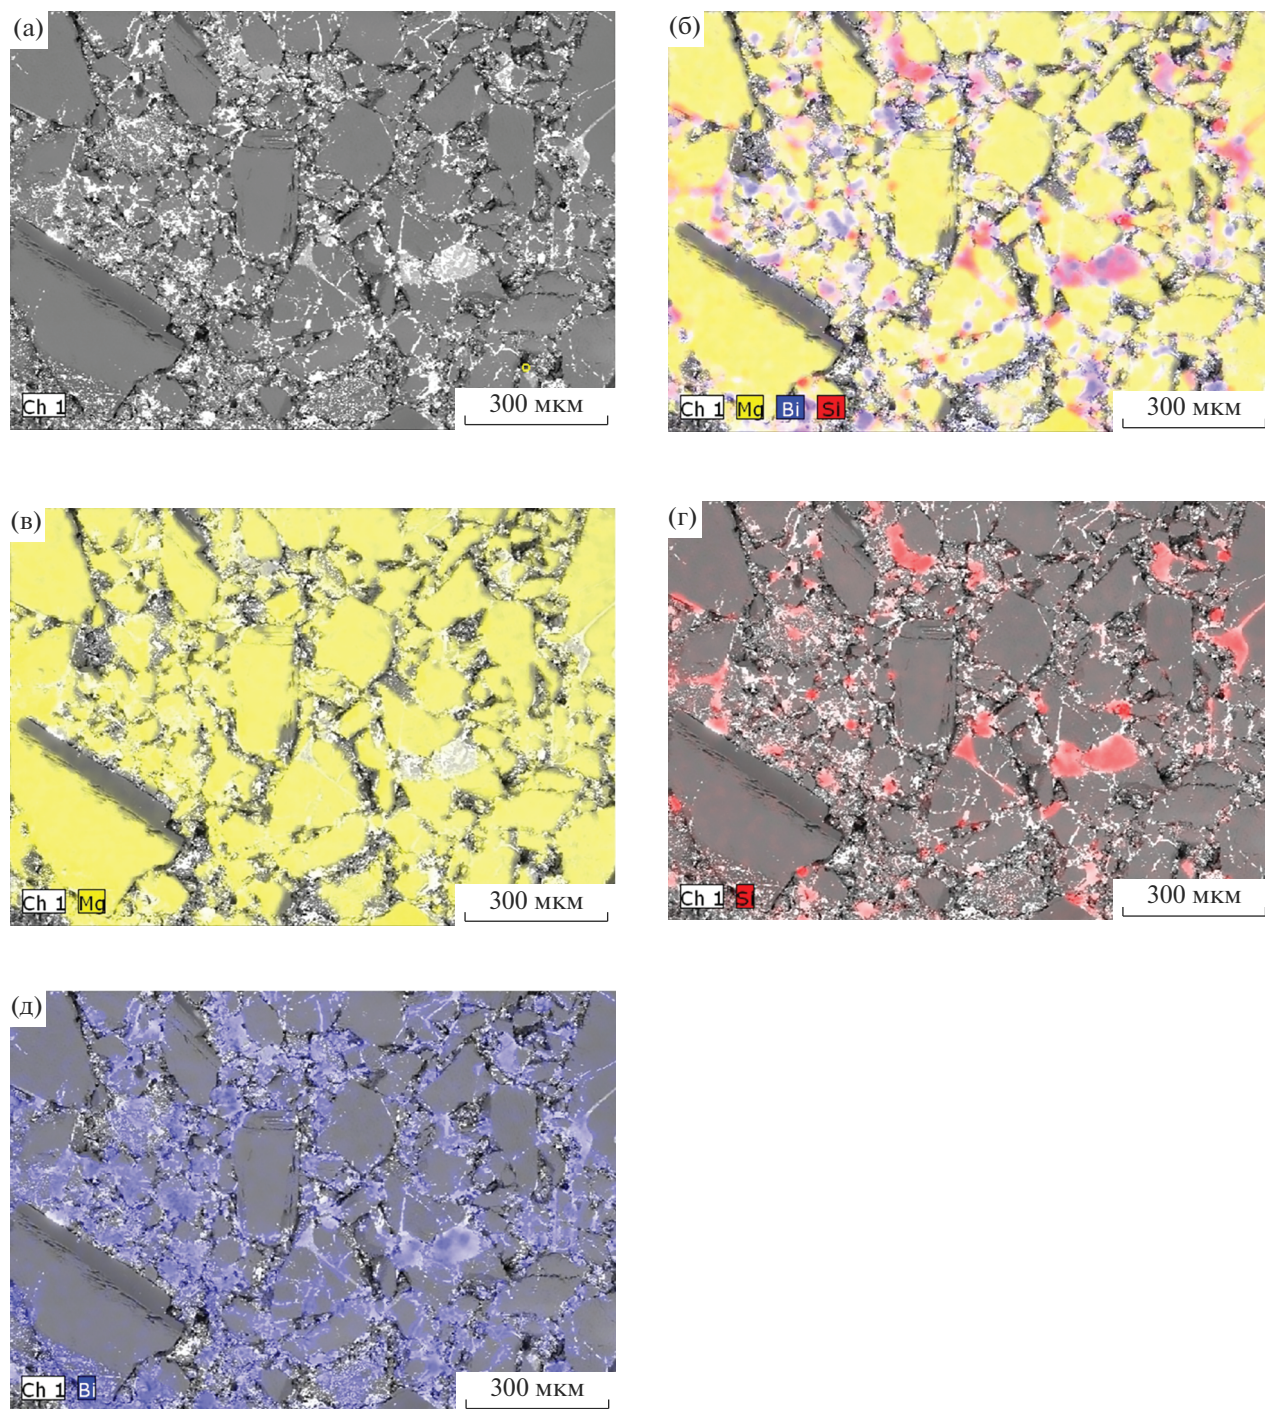 (а)
Ch 1
300 мкм
(б)
Ch 1 Mg Bi Si
300 мкм
(в)
Ch 1 Mg
300 мкм
(г)
Ch 1 Si
300 мкм
(д)
Ch 1 Bi
300 мкм